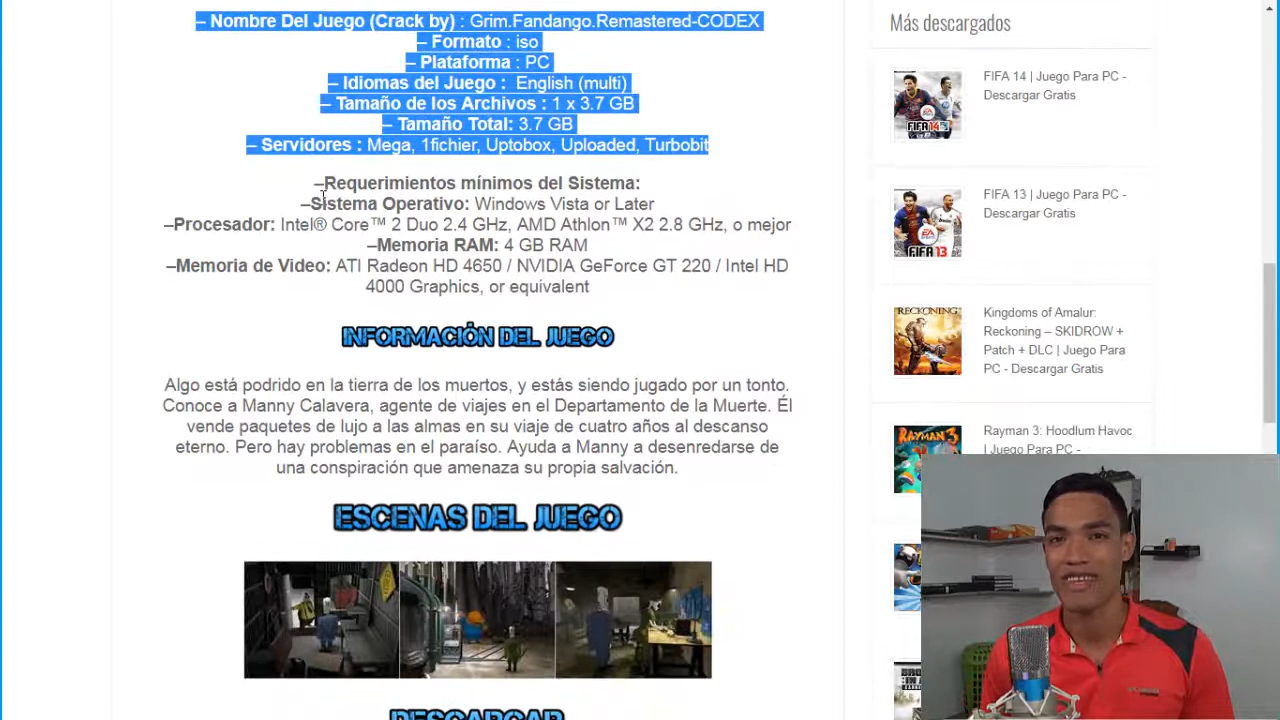 – Nombre Del Juego (Crack by) : Grim.Fandango.Remastered-CODEX
– Formato : iso
– Plataforma : PC
– Idiomas del Juego : English (multi)
– Tamaño de los Archivos : 1 x 3.7 GB
– Tamaño Total: 3.7 GB
– Servidores : Mega, 1fichier, Uptobox, Uploaded, Turbobit
–Requerimientos mínimos del Sistema:
–Sistema Operativo: Windows Vista or Later
–Procesador: Intel® Core™ 2 Duo 2.4 GHz, AMD Athlon™ X2 2.8 GHz, o mejor
–Memoria RAM: 4 GB RAM
–Memoria de Video: ATI Radeon HD 4650 / NVIDIA GeForce GT 220 / Intel HD
4000 Graphics, or equivalent
INFORMACIÓN DEL JUEGO
Algo está podrido en la tierra de los muertos, y estás siendo jugado por un tonto.
Conoce a Manny Calavera, agente de viajes en el Departamento de la Muerte. Él
vende paquetes de lujo a las almas en su viaje de cuatro años al descanso
eterno. Pero hay problemas en el paraíso. Ayuda a Manny a desenredarse de
una conspiración que amenaza su propia salvación.
ESCENAS DEL JUEGO
DESCARGAR
Más descargados
FIFA 14 | Juego Para PC -
Descargar Gratis
FIFA 14
FIFA 13 | Juego Para PC -
Descargar Gratis
FIFA 13
Kingdoms of Amalur:
Reckoning – SKIDROW +
Patch + DLC | Juego Para
PC - Descargar Gratis
RECKONING
Rayman 3: Hoodlum Havoc
| Juego Para PC -
RAYMAN 3